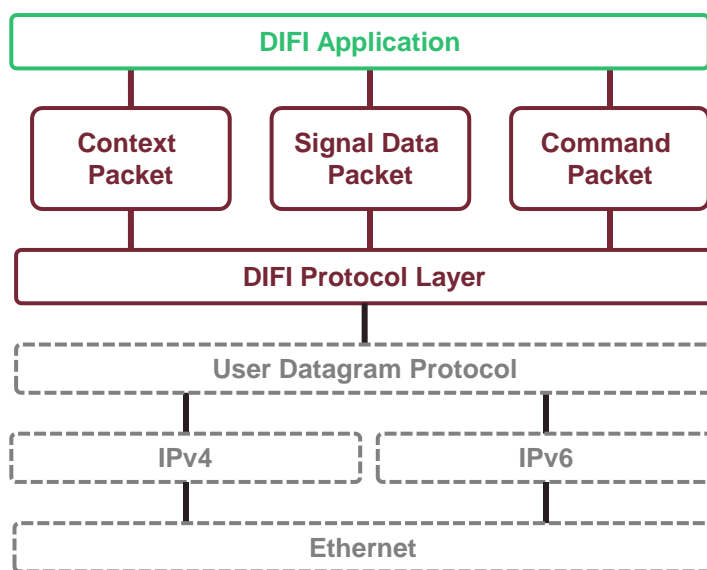 DIFI Application
Context
Packet
Signal Data
Packet
Command
Packet
DIFI Protocol Layer
User Datagram Protocol
IPv4
IPv6
Ethernet